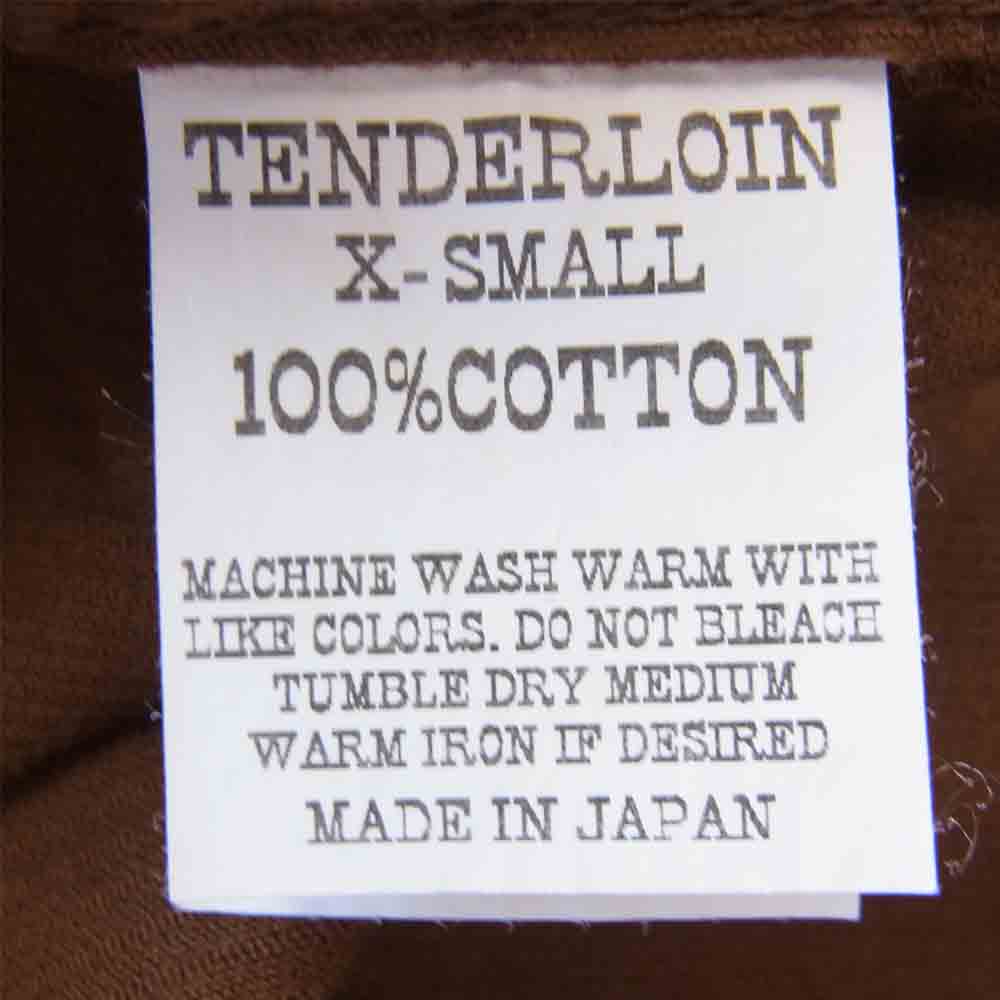 TENDERLOIN
X-SMALL
100%COTTON
MACHINE WASH WARM WITH
LIKE COLORS. DO NOT BLEACH
TUMBLE DRY MEDIUM
WARM IRON IF DESIRED
MADE IN JAPAN